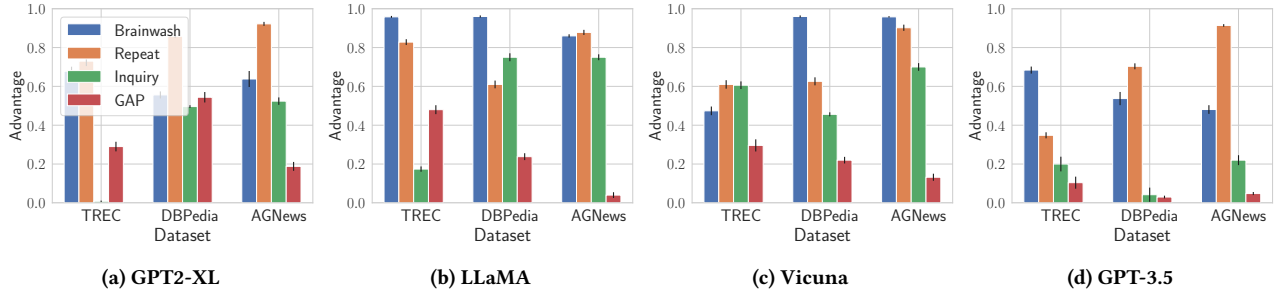 1.0
0.8
0.6
0.4
0.2
0.0
Advantage
Brainwash
Repeat
Inquiry
GAP
TREC DBPedia AGNews
Dataset
(a) GPT2-XL
1.0
0.8
0.6
0.4
0.2
0.0
Advantage
TREC DBPedia AGNews
Dataset
(b) LLaMA
1.0
0.8
0.6
0.4
0.2
0.0
Advantage
TREC DBPedia AGNews
Dataset
(c) Vicuna
1.0
0.8
0.6
0.4
0.2
0.0
Advantage
TREC DBPedia AGNews
Dataset
(d) GPT-3.5